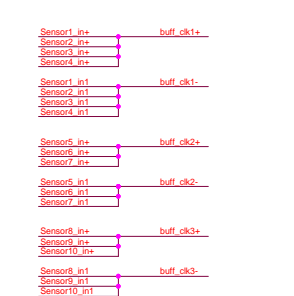 Sensor1_in+ buff_clk1+
Sensor2_in+
Sensor3_in+
Sensor4_in+
Sensor1_in1 buff_clk1-
Sensor2_in1
Sensor3_in1
Sensor4_in1
Sensor5_in+ buff_clk2+
Sensor6_in+
Sensor7_in+
Sensor5_in1 buff_clk2-
Sensor6_in1
Sensor7_in1
Sensor8_in+ buff_clk3+
Sensor9_in+
Sensor10_in+
Sensor8_in1 buff_clk3-
Sensor9_in1
Sensor10_in1